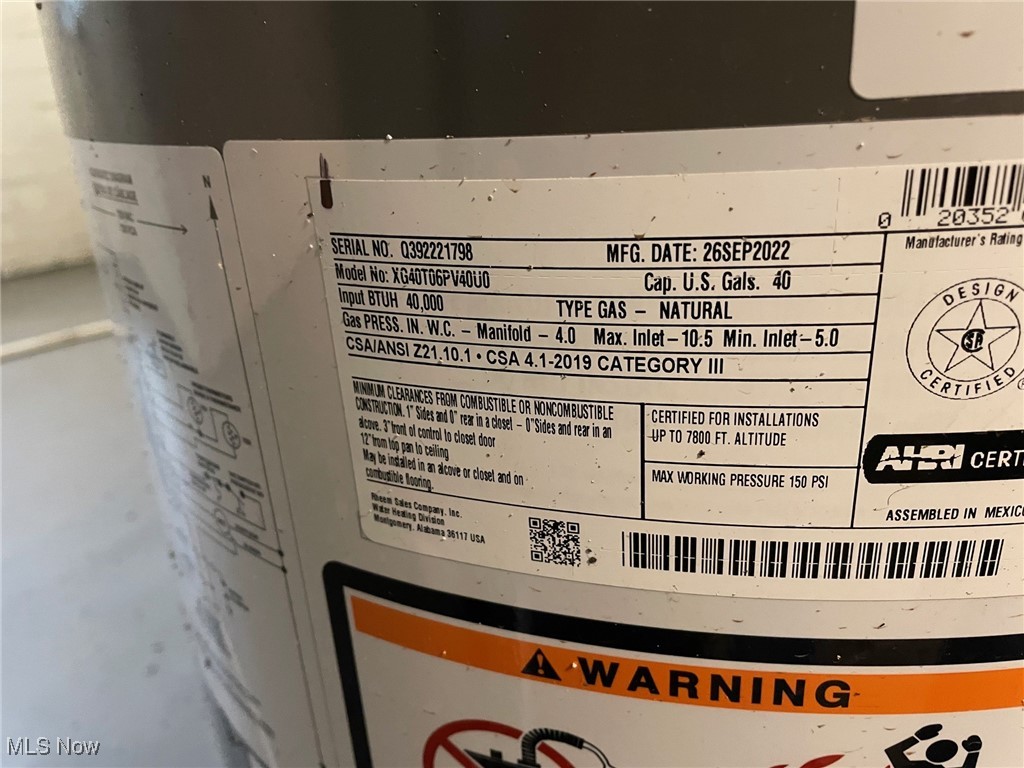 N
0 20352
SERIAL NO. Q392221798 MFG. DATE: 26SEP2022
Model No: XG40T06PV40U0 Cap. U.S. Gals. 40
Input BTUH 40,000 TYPE GAS – NATURAL
Gas PRESS. IN. W.C. – Manifold – 4.0 Max. Inlet – 10.5 Min. Inlet – 5.0
CSA/ANSI Z21.10.1 • CSA 4.1-2019 CATEGORY III
MINIMUM CLEARANCES FROM COMBUSTIBLE OR NONCOMBUSTIBLE
CONSTRUCTION. 1" Sides and 0" rear in a closet – 0"Sides and rear in an
alcove. 3"front of control to closet door
12"from top pan to ceiling
May be installed in an alcove or closet and on
combustible flooring.
CERTIFIED FOR INSTALLATIONS
UP TO 7800 FT. ALTITUDE
MAX WORKING PRESSURE 150 PSI
Rheem Sales Company, Inc.
Water Heating Division
Montgomery, Alabama 36117 USA
Manufacturer's Rating
DESIGN
CSA
CERTIFIED
AHRI CERT
ASSEMBLED IN MEXICO
WARNING
MLS Now